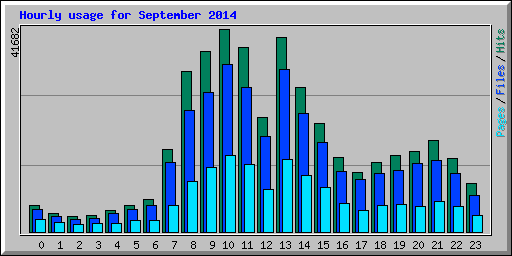 Hourly usage for September 2014
41682
Pages / Files / Hits
0 1 2 3 4 5 6 7 8 9 10 11 12 13 14 15 16 17 18 19 20 21 22 23